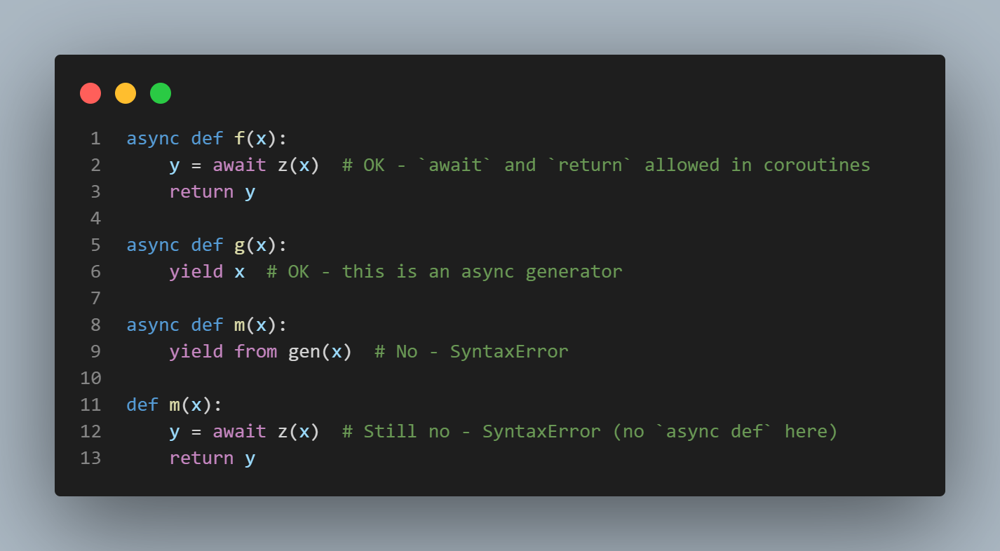 1 async def f(x):
2     y = await z(x)  # OK - `await` and `return` allowed in coroutines
3     return y
4
5 async def g(x):
6     yield x  # OK - this is an async generator
7
8 async def m(x):
9     yield from gen(x)  # No - SyntaxError
10
11 def m(x):
12     y = await z(x)  # Still no - SyntaxError (no `async def` here)
13     return y